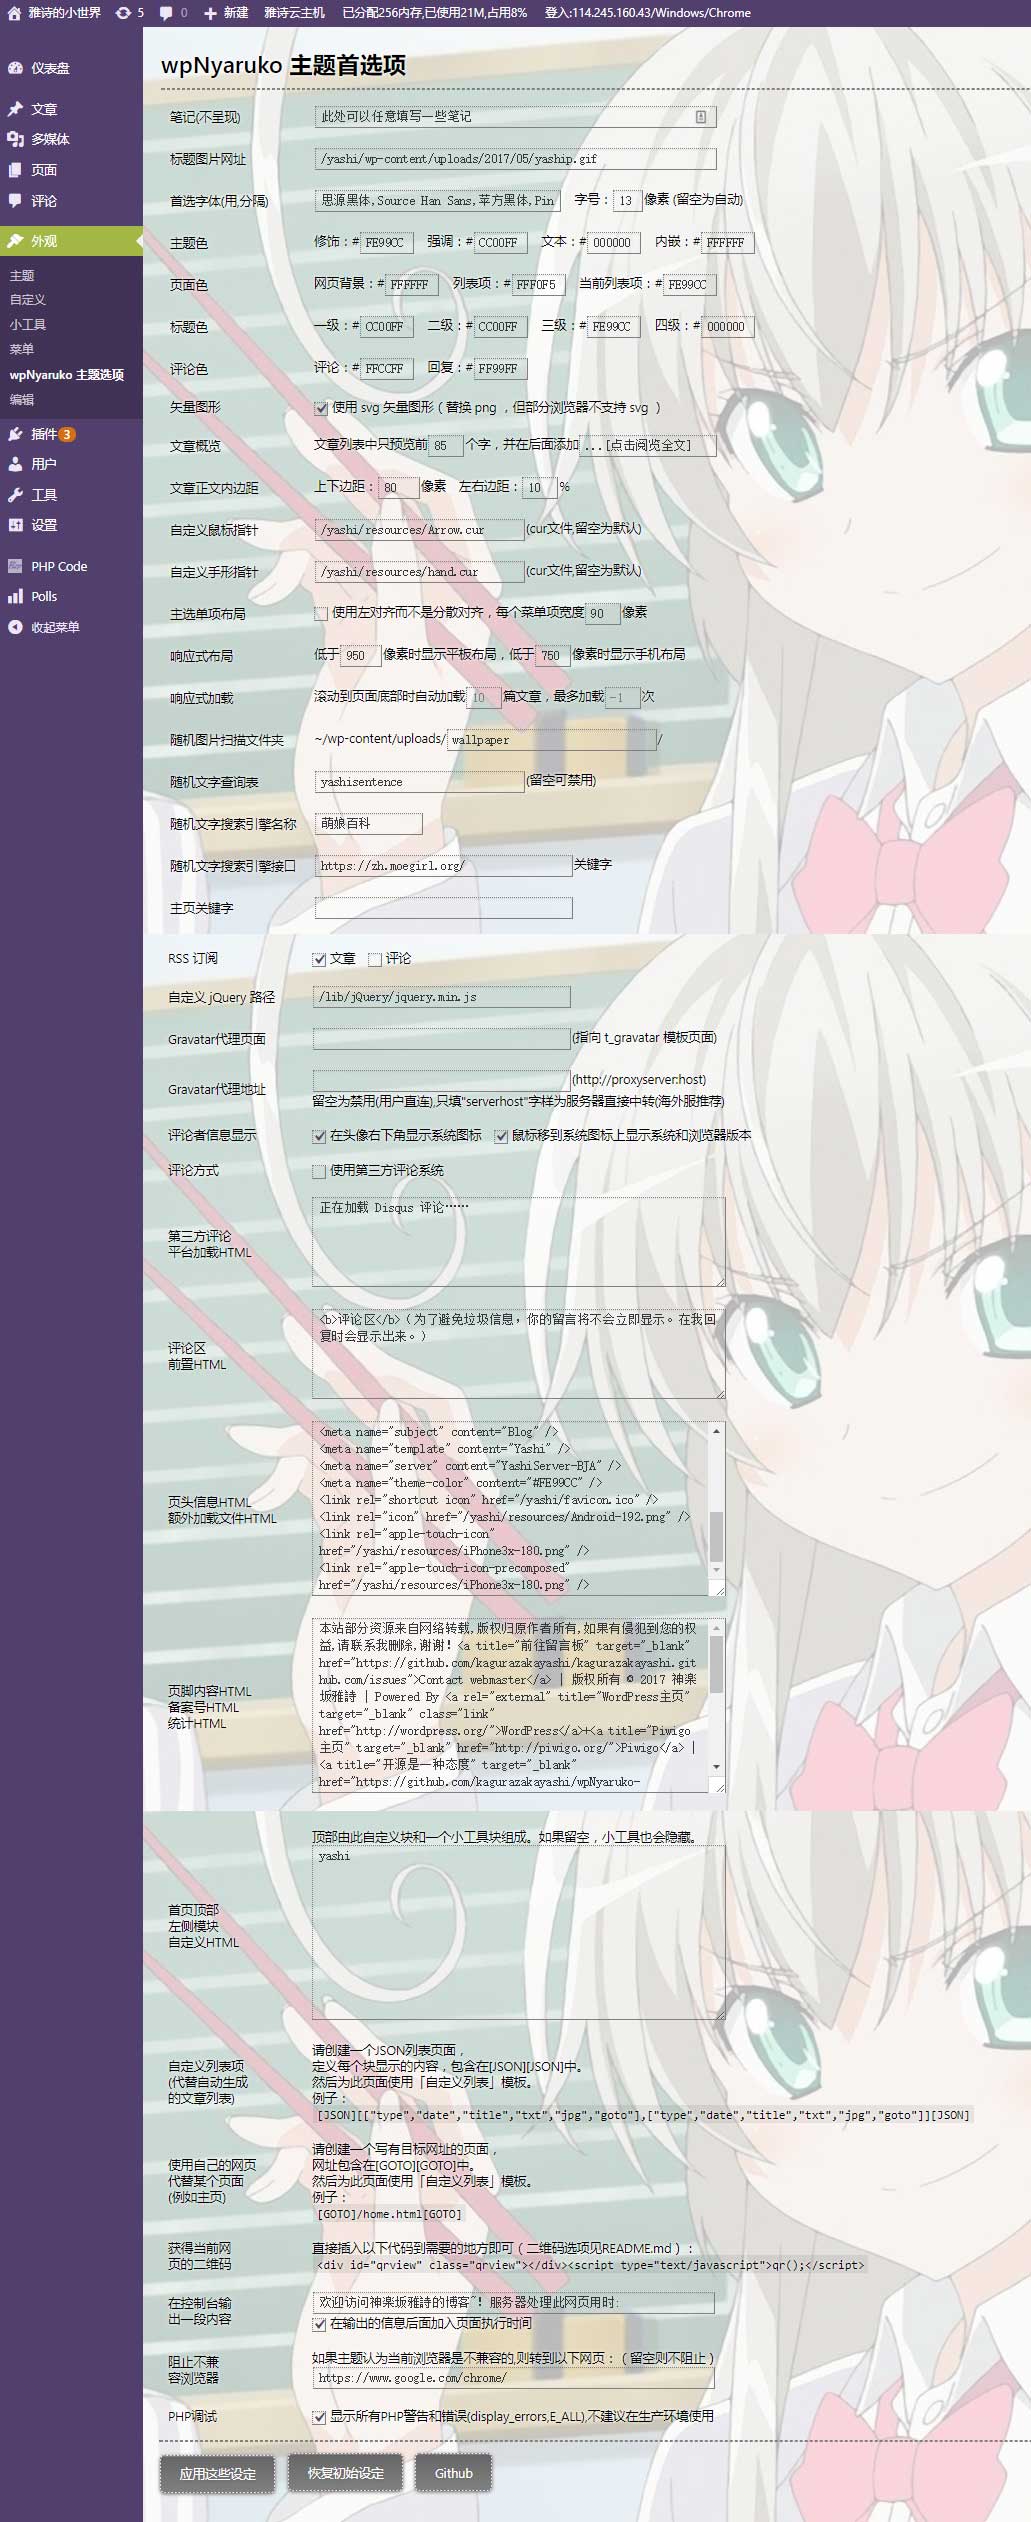 雅诗的小世界 5 0 新建 雅诗云主机 已分配256内存,已使用21M,占用8% 登入:114.245.160.43/Windows/Chrome
仪表盘
文章
多媒体
页面
评论
外观
主题
自定义
小工具
菜单
wpNyaruko 主题选项
编辑
插件 3
用户
工具
设置
PHP Code
Polls
收起菜单
wpNyaruko 主题首选项
笔记(不呈现) 此处可以任意填写一些笔记
标题图片网址 /yashi/wp-content/uploads/2017/05/yaship.gif
首选字体(用,分隔) 思源黑体,Source Han Sans,苹方黑体,Pin 字号：13 像素 (留空为自动)
主题色 修饰：# FE99CC 强调：# CC00FF 文本：# 000000 内嵌：# FFFFFF
页面色 网页背景：# FFFFFF 列表项：# FFF0F5 当前列表项：# FE99CC
标题色 一级：# CC00FF 二级：# CC00FF 三级：# FE99CC 四级：# 000000
评论色 评论：# FFCCFF 回复：# FF99FF
矢量图形 使用 svg 矢量图形（替换 png ，但部分浏览器不支持 svg ）
文章概览 文章列表中只预览前 85 个字，并在后面添加 ...[点击阅览全文]
文章正文内边距 上下边距：80 像素 左右边距：10 %
自定义鼠标指针 /yashi/resources/Arrow.cur (cur文件,留空为默认)
自定义手形指针 /yashi/resources/hand.cur (cur文件,留空为默认)
主选单项布局 使用左对齐而不是分散对齐，每个菜单项宽度 90 像素
响应式布局 低于 950 像素时显示平板布局，低于 750 像素时显示手机布局
响应式加载 滚动到页面底部时自动加载 10 篇文章，最多加载 -1 次
随机图片扫描文件夹 ~/wp-content/uploads/ wallpaper /
随机文字查询表 yashisentence (留空可禁用)
随机文字搜索引擎名称 萌娘百科
随机文字搜索引擎接口 https://zh.moegirl.org/ 关键字
主页关键字
RSS 订阅 文章 评论
自定义 jQuery 路径 /lib/jQuery/jquery.min.js
Gravatar代理页面 (指向 t_gravatar 模板页面)
Gravatar代理地址 (http://proxyserver:host)
留空为禁用(用户直连),只填"serverhost"字样为服务器直接中转(海外服推荐)
评论者信息显示 在头像右下角显示系统图标 鼠标移到系统图标上显示系统和浏览器版本
评论方式 使用第三方评论系统
第三方评论
平台加载HTML
正在加载 Disqus 评论……
评论区
前置HTML
<b>评论区</b>（为了避免垃圾信息，你的留言将不会立即显示。在我回
复时会显示出来。）
页头信息HTML
额外加载文件HTML
<meta name="subject" content="Blog" />
<meta name="template" content="Yashi" />
<meta name="server" content="YashiServer-BJA" />
<meta name="theme-color" content="#FE99CC" />
<link rel="shortcut icon" href="/yashi/favicon.ico" />
<link rel="icon" href="/yashi/resources/Android-192.png" />
<link rel="apple-touch-icon"
href="/yashi/resources/iPhone3x-180.png" />
<link rel="apple-touch-icon-precomposed"
href="/yashi/resources/iPhone3x-180.png" />
页脚内容HTML
备案号HTML
统计HTML
本站部分资源来自网络转载,版权归原作者所有,如果有侵犯到您的权
益,请联系我删除,谢谢！<a title="前往留言板" target="_blank"
href="https://github.com/kagurazakayashi/kagurazakayashi.git
hub.com/issues">Contact webmaster</a> | 版权所有 © 2017 神楽
坂雅詩 | Powered By <a rel="external" title="WordPress主页"
target="_blank" class="link"
href="http://wordpress.org/">WordPress</a>+<a title="Piwigo
主页" target="_blank" href="http://piwigo.org/">Piwigo</a> |
<a title="开源是一种态度" target="_blank"
href="https://github.com/kagurazakayashi/wpNyaruko-
顶部由此自定义块和一个小工具块组成。如果留空，小工具也会隐藏。
首页顶部
左侧模块
自定义HTML
yashi
自定义列表项
(代替自动生成
的文章列表)
请创建一个JSON列表页面，
定义每个块显示的内容，包含在[JSON][JSON]中。
然后为此页面使用「自定义列表」模板。
例子：
[JSON][["type","date","title","txt","jpg","goto"],["type","date","title","txt","jpg","goto"]][JSON]
使用自己的网页
代替某个页面
(例如主页)
请创建一个写有目标网址的页面，
网址包含在[GOTO][GOTO]中。
然后为此页面使用「自定义列表」模板。
例子：
[GOTO]/home.html[GOTO]
获得当前网
页的二维码
直接插入以下代码到需要的地方即可（二维码选项见README.md）：
<div id="qrview" class="qrview"></div><script type="text/javascript">qr();</script>
在控制台输
出一段内容
欢迎访问神楽坂雅詩的博客~！服务器处理此网页用时:
在输出的信息后面加入页面执行时间
阻止不兼
容浏览器
如果主题认为当前浏览器是不兼容的,则转到以下网页：（留空则不阻止）
https://www.google.com/chrome/
PHP调试 显示所有PHP警告和错误(display_errors,E_ALL),不建议在生产环境使用
应用这些设定 恢复初始设定 Github